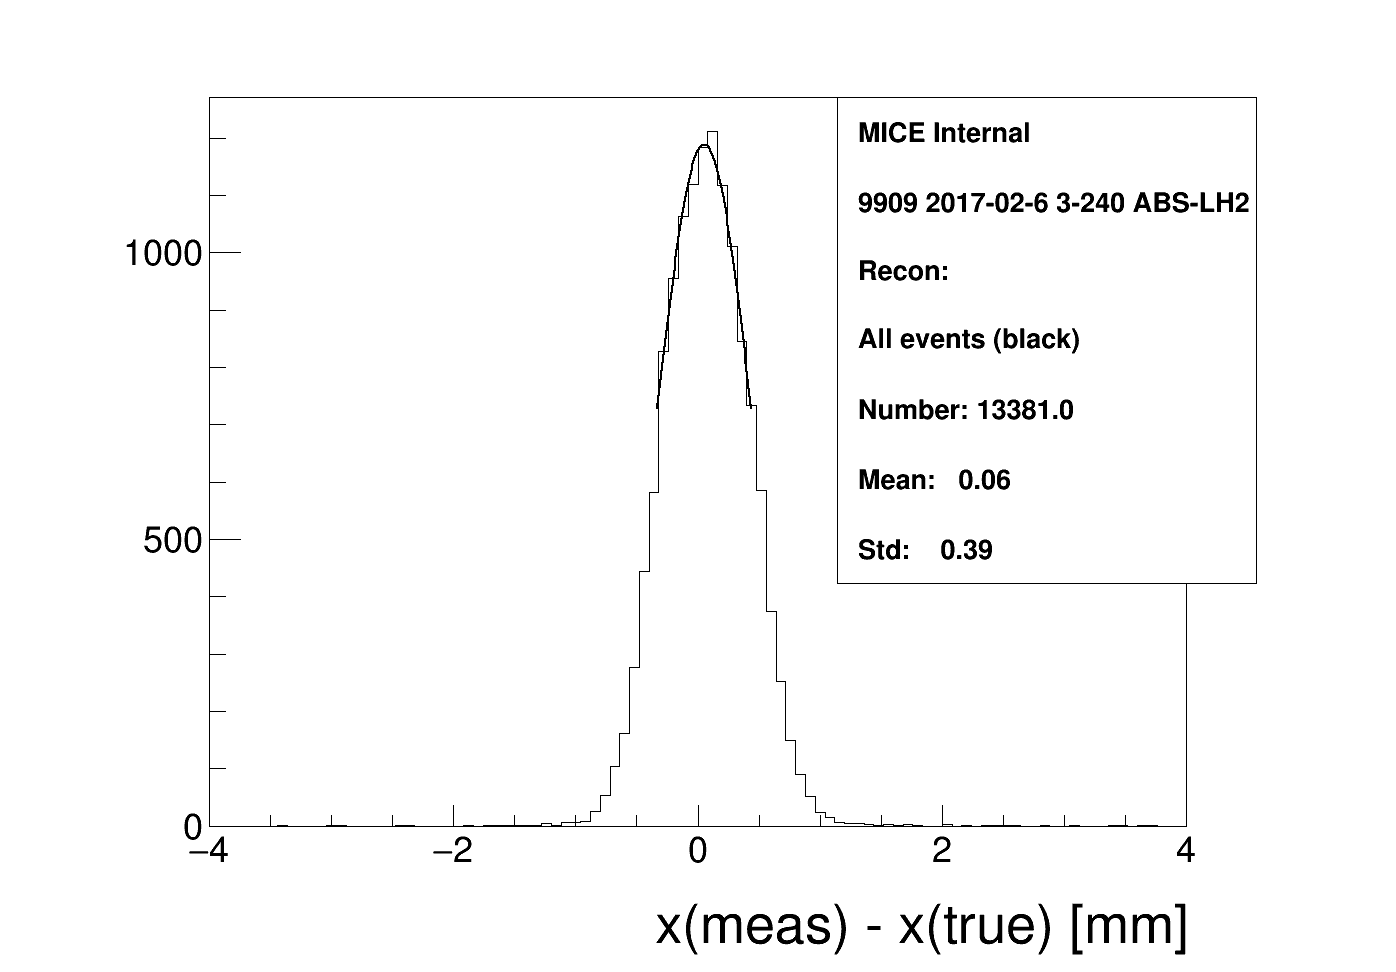 MICE Internal
9909 2017-02-6 3-240 ABS-LH2
Recon:
All events (black)
Number: 13381.0
Mean: 0.06
Std: 0.39
1000
500
0
−4 −2 0 2 4
x(meas) - x(true) [mm]